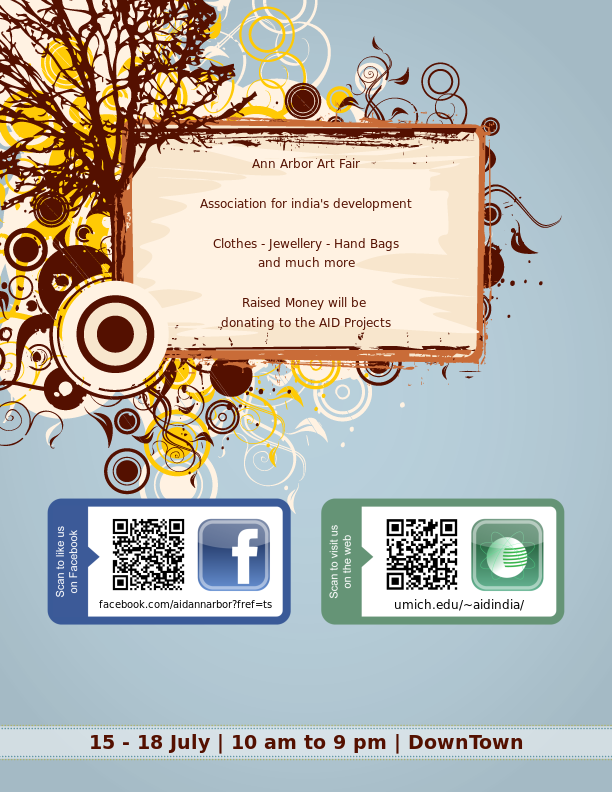 Ann Arbor Art Fair
Association for india's development
Clothes - Jewellery - Hand Bags
and much more
Raised Money will be
donating to the AID Projects
Scan to like us
on Facebook
f
facebook.com/aidannarbor?fref=ts
Scan to visit us
on the web
umich.edu/~aidindia/
15 - 18 July | 10 am to 9 pm | DownTown